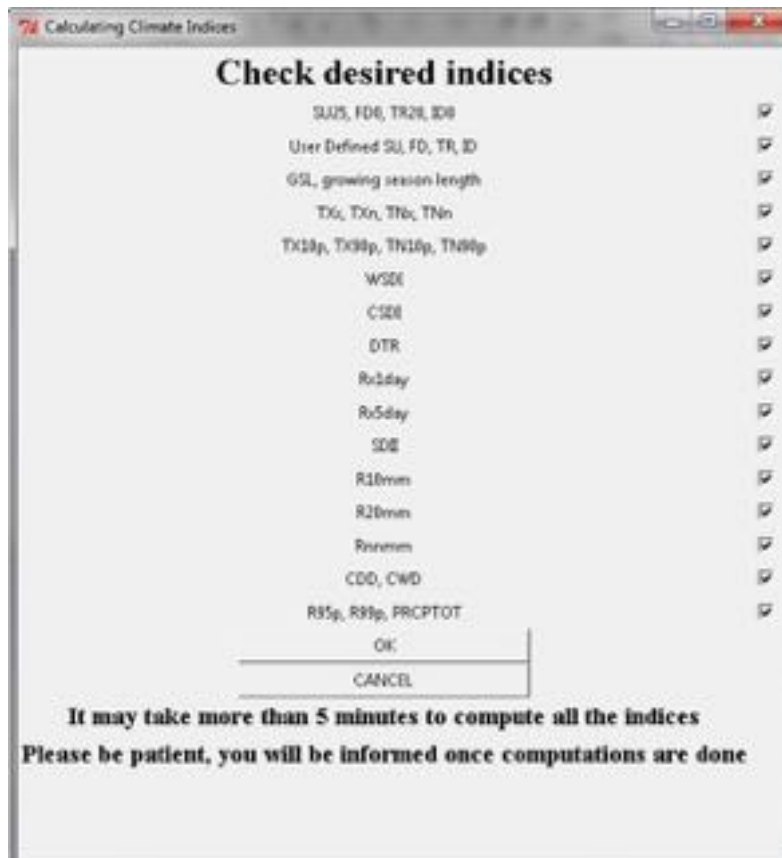 Calculating Climate Indices
Check desired indices
SU25, FD0, TR20, ID0
User Defined SU, FD, TR, ID
GSL, growing season length
TXx, TXn, TNx, TNn
TX10p, TX90p, TN10p, TN90p
WSDI
CSDI
DTR
Rx1day
Rx5day
SDII
R10mm
R20mm
Rnnmm
CDD, CWD
R95p, R99p, PRCPTOT
OK
CANCEL
It may take more than 5 minutes to compute all the indices
Please be patient, you will be informed once computations are done